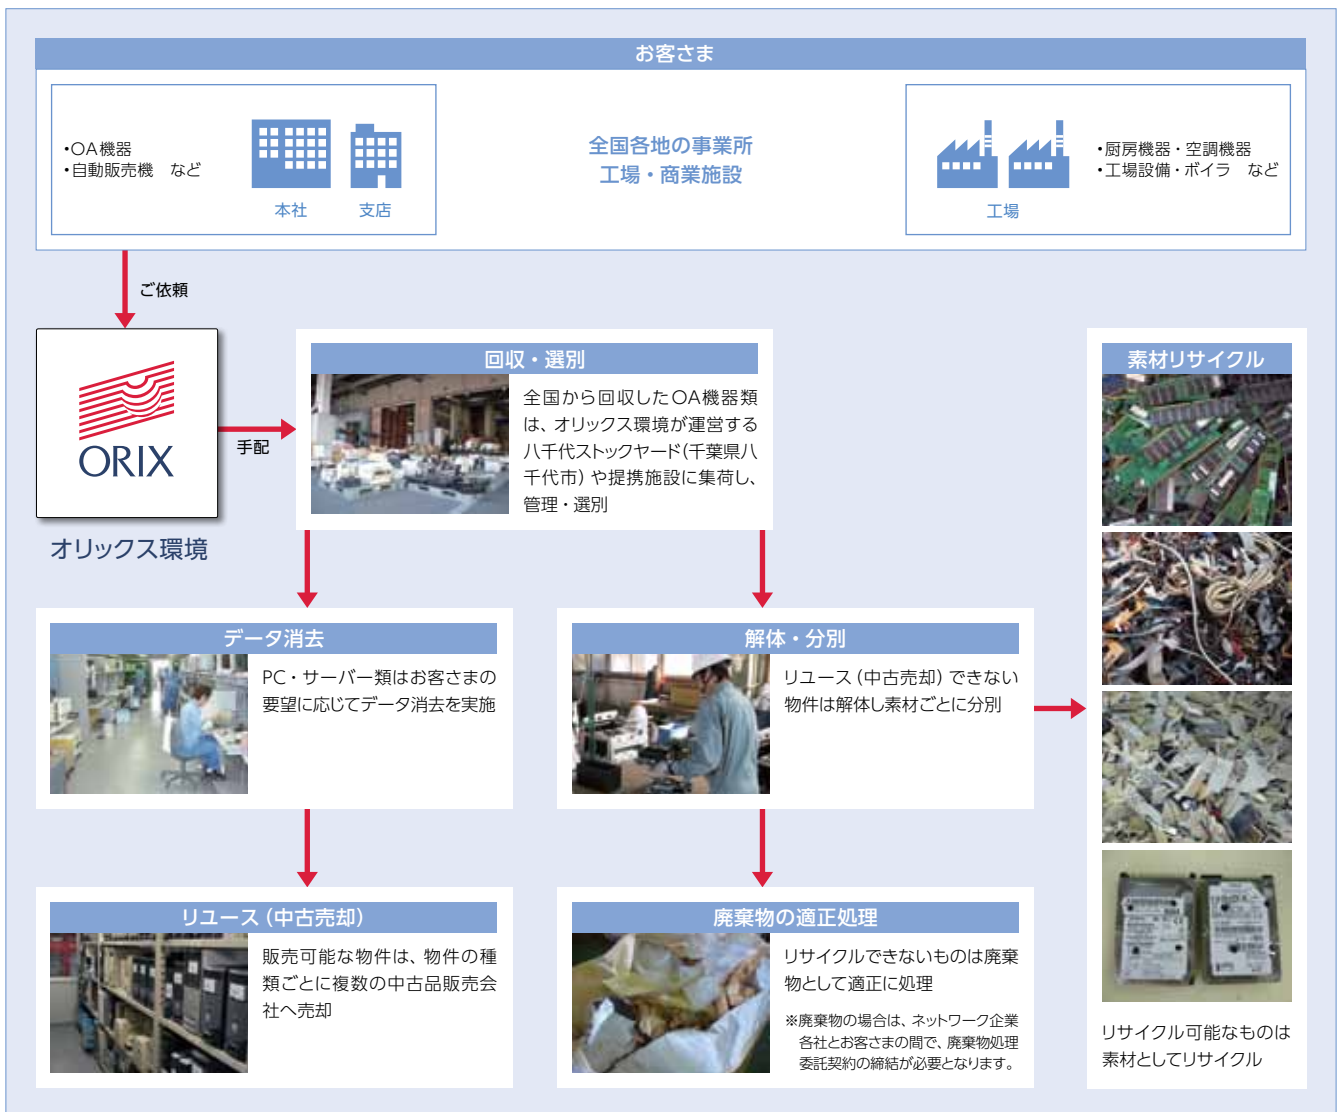 お客さま
・OA機器
・自動販売機 など
本社
支店
全国各地の事業所
工場・商業施設
工場
・厨房機器・空調機器
・工場設備・ボイラ など
ご依頼
ORIX
オリックス環境
手配
回収・選別
全国から回収したOA機器類
は、オリックス環境が運営する
八千代ストックヤード(千葉県八
千代市)や提携施設に集荷し、
管理・選別
データ消去
PC・サーバー類はお客さまの
要望に応じてデータ消去を実施
解体・分別
リユース(中古売却)できない
物件は解体し素材ごとに分別
リユース(中古売却)
販売可能な物件は、物件の種
類ごとに複数の中古品販売会
社へ売却
廃棄物の適正処理
リサイクルできないものは廃棄
物として適正に処理
※廃棄物の場合は、ネットワーク企業
各社とお客さまの間で、廃棄物処理
委託契約の締結が必要となります。
素材リサイクル
リサイクル可能なものは
素材としてリサイクル